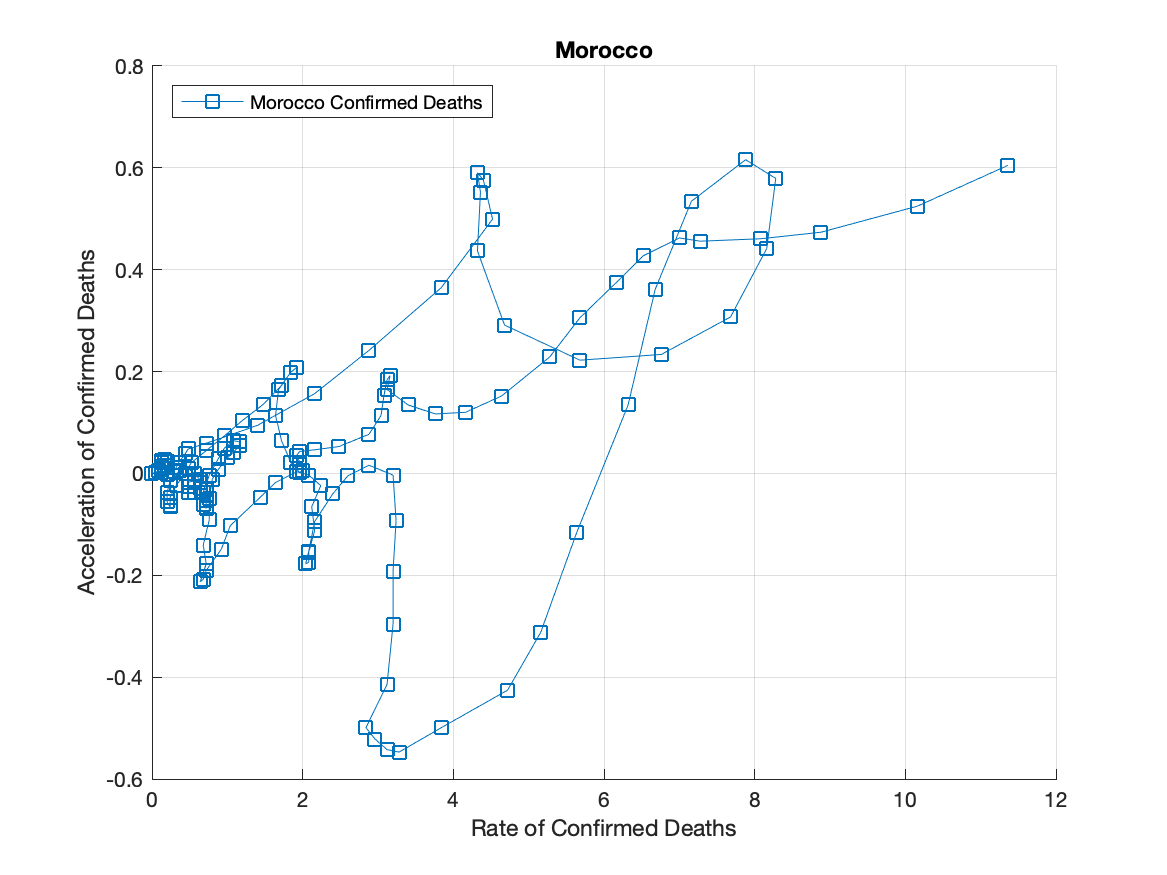 Morocco
0.8
Morocco Confirmed Deaths
0.6
0.4
0.2
0
-0.2
-0.4
-0.6
Acceleration of Confirmed Deaths
0 2 4 6 8 10 12
Rate of Confirmed Deaths